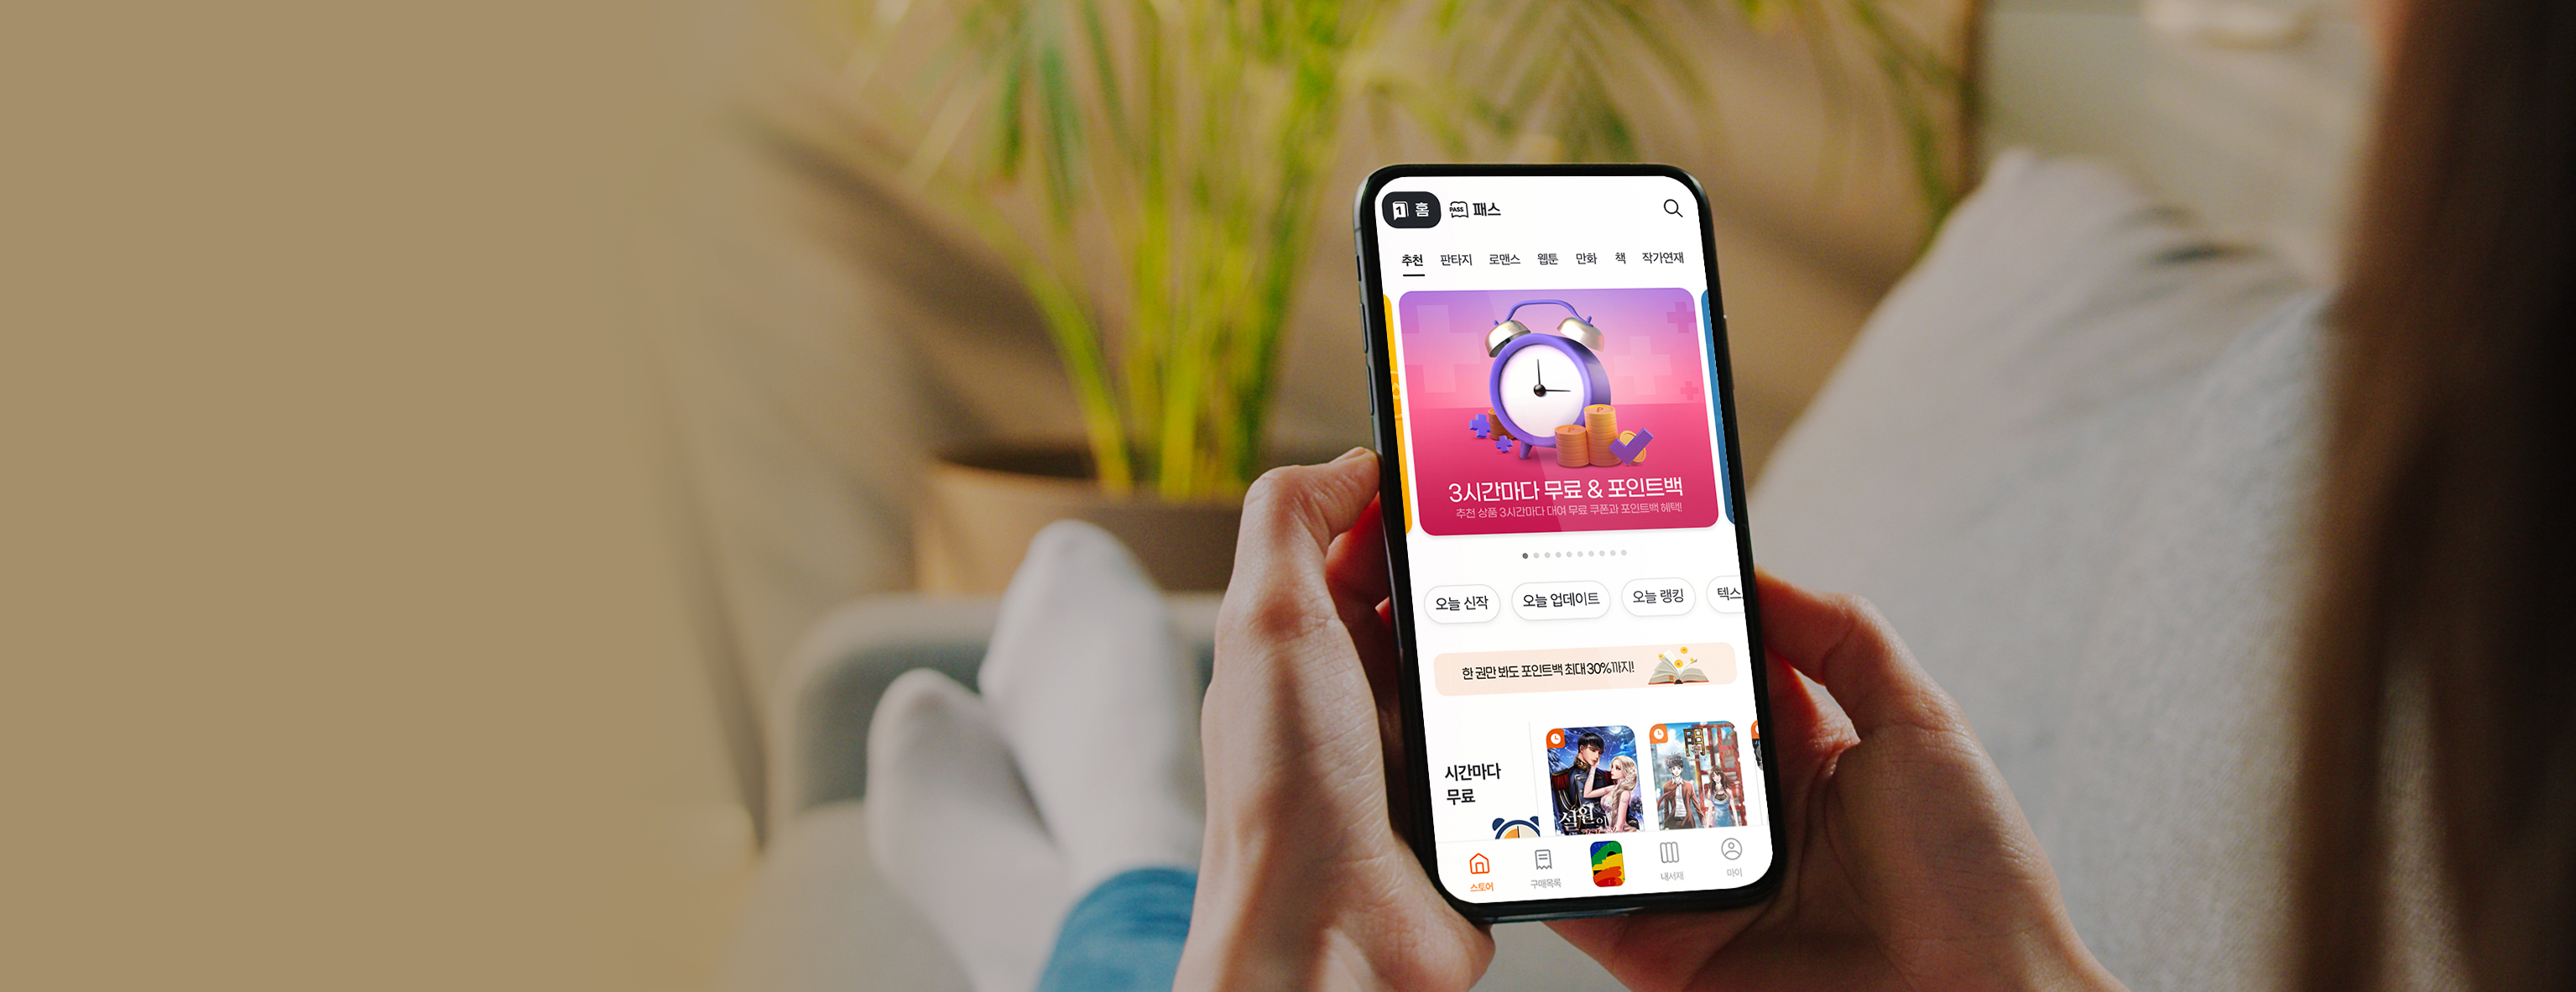 1 홈 PASS 패스
추천 판타지 로맨스 웹툰 만화 책 작가연재
3시간마다 무료 & 포인트백
추천 상품 3시간마다 대여 무료 쿠폰과 포인트백 혜택!
오늘 신작 오늘 업데이트 오늘 랭킹 텍스
한 권만 봐도 포인트백 최대 30%까지!
시간마다
무료
설원의
스토어 구매목록 내서재 마이